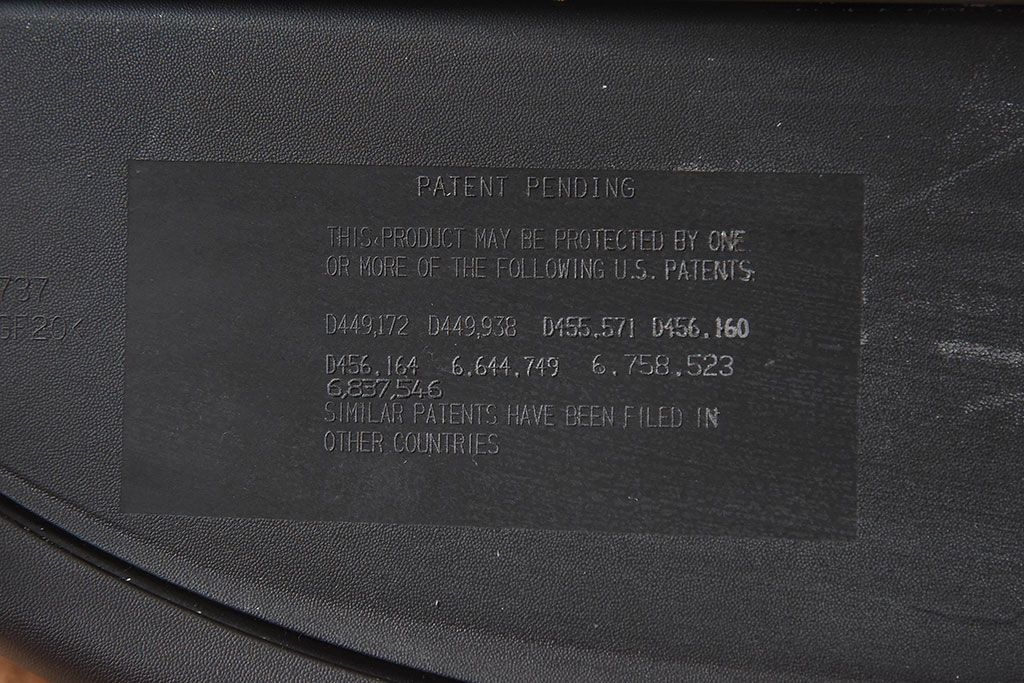 PATENT PENDING
THIS PRODUCT MAY BE PROTECTED BY ONE
OR MORE OF THE FOLLOWING U.S. PATENTS:
D449,172 D449,938 D455,571 D456,160
D456,164 6,644,749 6,758,523
6,837,546
SIMILAR PATENTS HAVE BEEN FILED IN
OTHER COUNTRIES
737